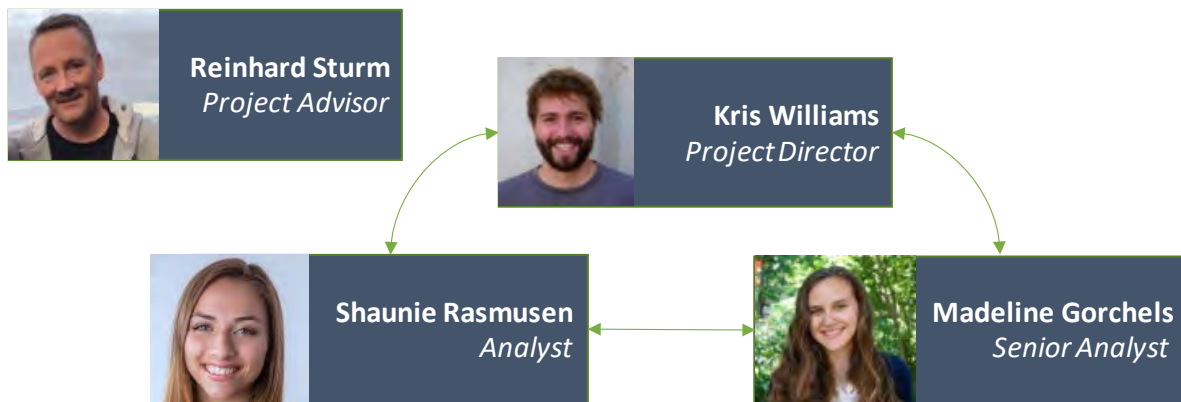 Reinhard Sturm
Project Advisor
Kris Williams
Project Director
Shaunie Rasmusen
Analyst
Madeline Gorchels
Senior Analyst